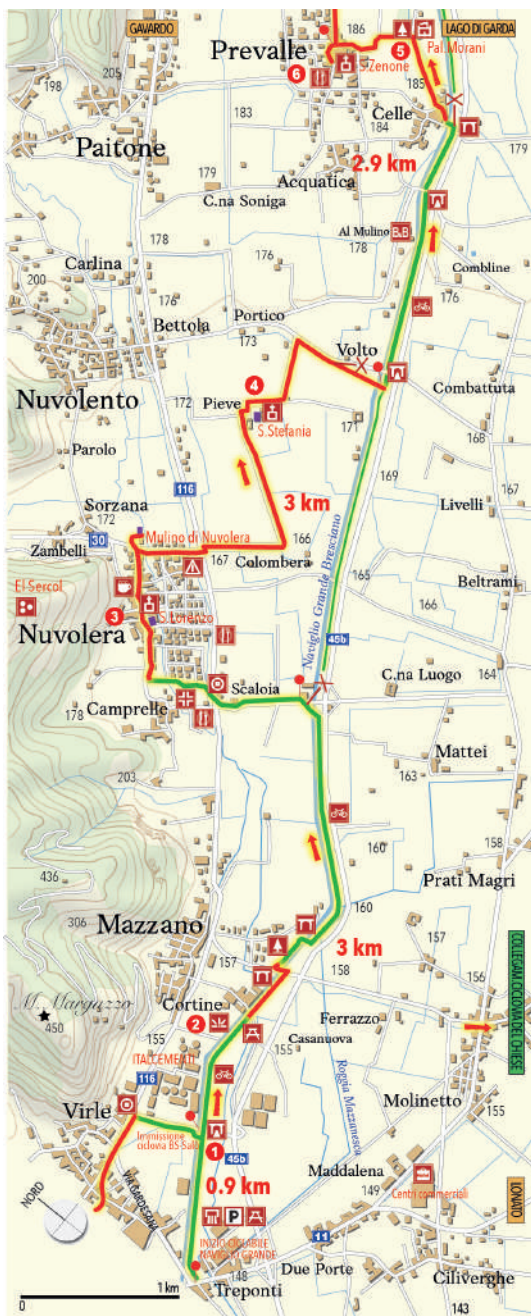 GAVARDO
LAGO DI GARDA
186
Pal. Morani
Prevalle
5
205
S.Zenone
6
185
198
183
Celle
184
Paitone
179
Acquatica
2.9 km
179
C.na Soniga
Al Mulino
B&B
178
178
Combline
Carlina
176
200
176
176
Portico
Bettola
173
Volto
4
Combattuta
Nuvolento
172
Pieve
S.Stefania
171
168
Parolo
116
169
3 km
Livelli
167
Sorzana
172
30
Mulino di Nuvolera
166
Zambelli
167
Colombera
165
Beltrami
El Sercol
166
3
S.Lorenzo
Naviglio Grande Bresciano
Nuvolera
45b
164
Scaloia
C.na Luogo
178
Camprelle
Mattei
203
163
158
160
436
Prati Magri
306
160
Mazzano
157
3 km
157
158
156
M. Margazzo
450
Cortine
Ferrazzo
COLLEGAM. CICLOVIA DEL CHIESE
2
155
155
Casanuova
ITALCEMENTI
Roggia Mazzanesca
116
Molinetto
155
Virle
Immissione
ciclovia BS-Salò
1
45b
Maddalena
0.9 km
149
Centri commerciali
LONATO
NORD
VIA GARDESANA
P
INIZIO CICLABILE
NAVIGLIO GRANDE
11
148
Due Porte
0
1 km
Treponti
Ciliverghe
143